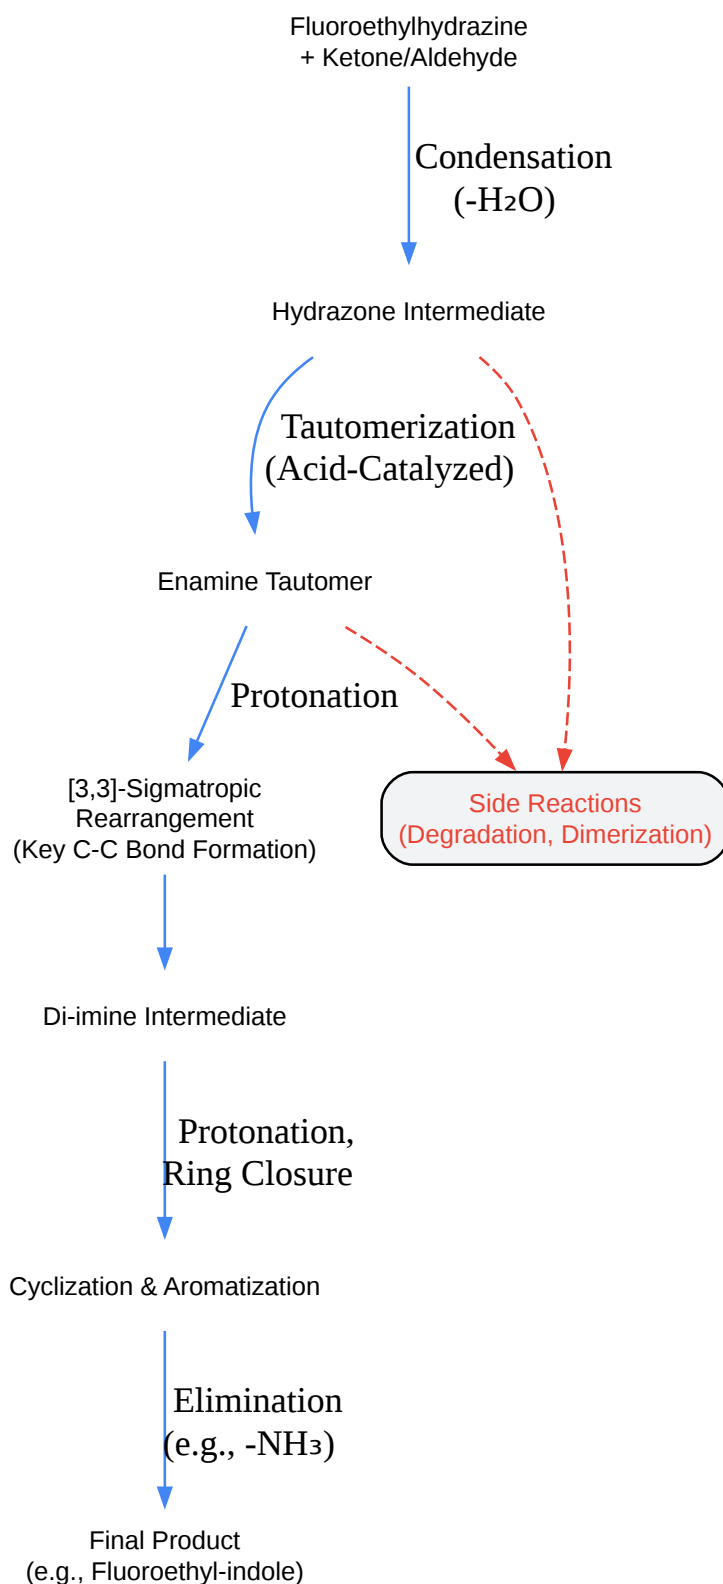 Fluoroethylhydrazine
+ Ketone/Aldehyde
Condensation
(-H₂O)
Hydrazone Intermediate
Tautomerization
(Acid-Catalyzed)
Enamine Tautomer
Protonation
[3,3]-Sigmatropic
Rearrangement
(Key C-C Bond Formation)
Side Reactions
(Degradation, Dimerization)
Di-imine Intermediate
Protonation,
Ring Closure
Cyclization & Aromatization
Elimination
(e.g., -NH₃)
Final Product
(e.g., Fluoroethyl-indole)